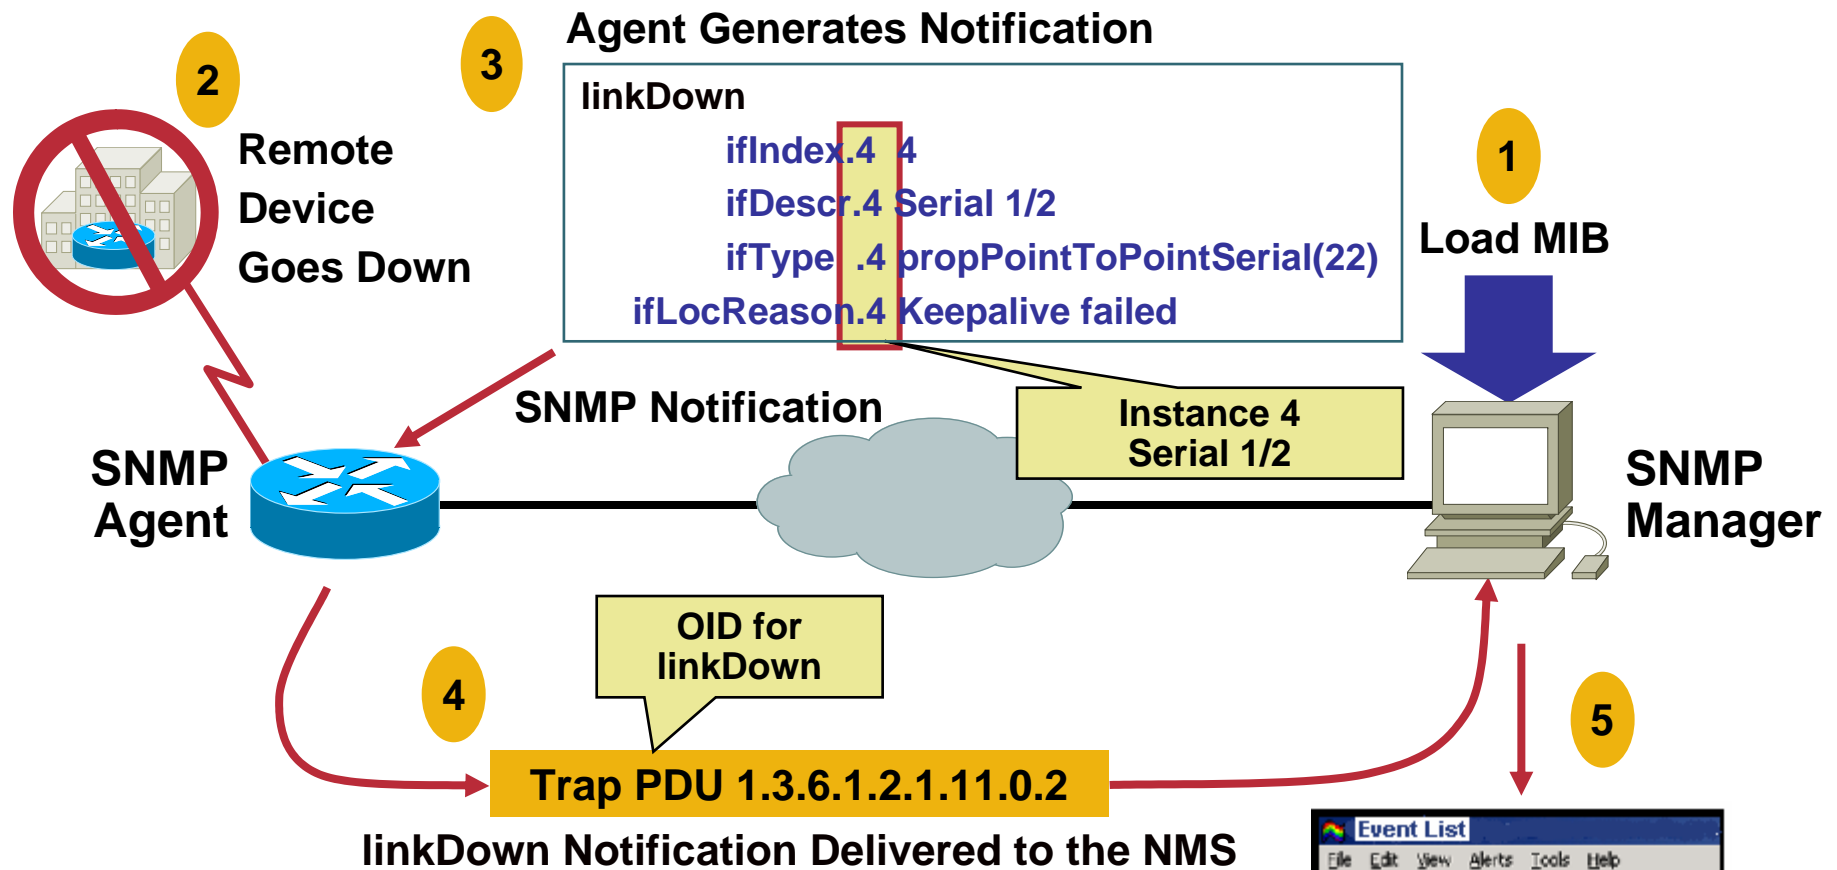 Agent Generates Notification
3
2
linkDown
ifIndex.4 4
ifDescr.4 Serial 1/2
ifType .4 propPointToPointSerial(22)
ifLocReason.4 Keepalive failed
Remote
Device
Goes Down
1
Load MIB
SNMP Notification
Instance 4
Serial 1/2
SNMP
Agent
SNMP
Manager
OID for
linkDown
4
5
Trap PDU 1.3.6.1.2.1.11.0.2
linkDown Notification Delivered to the NMS
Event List
File Edit View Alerts Tools Help